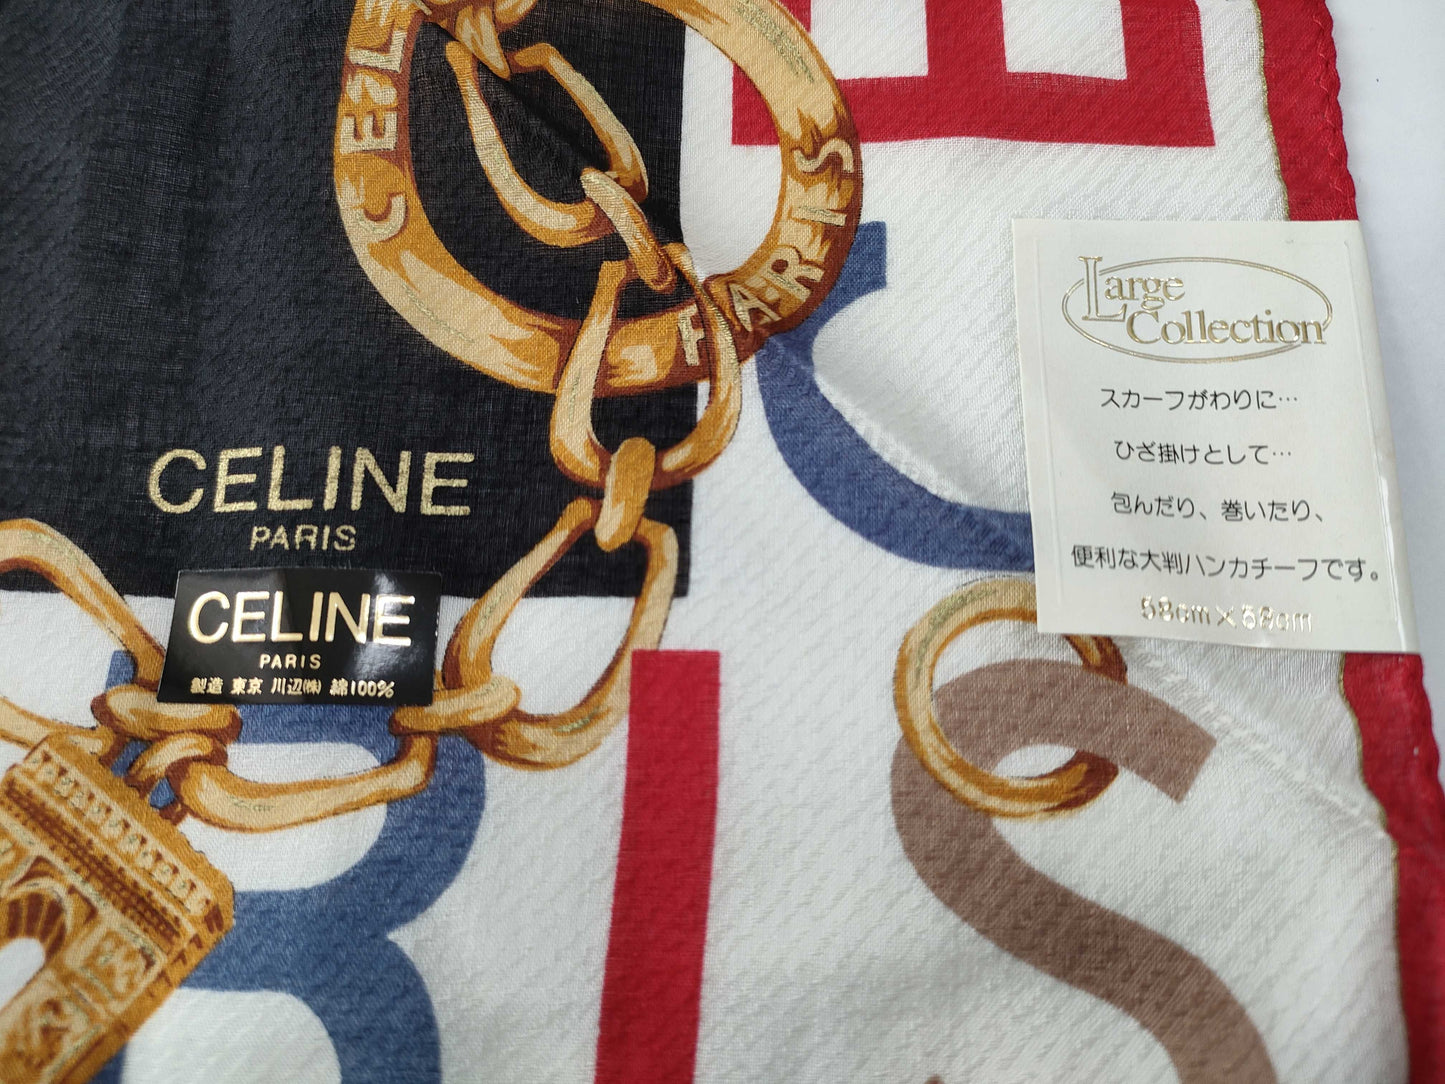 CELINE
PARIS
CELINE
PARIS
CELINE
PARIS
製造 東京 川辺㈱ 綿100%
Large
Collection
スカーフがわりに…
ひざ掛けとして…
包んだり、巻いたり、
便利な大判ハンカチーフです。
58cm×58cm